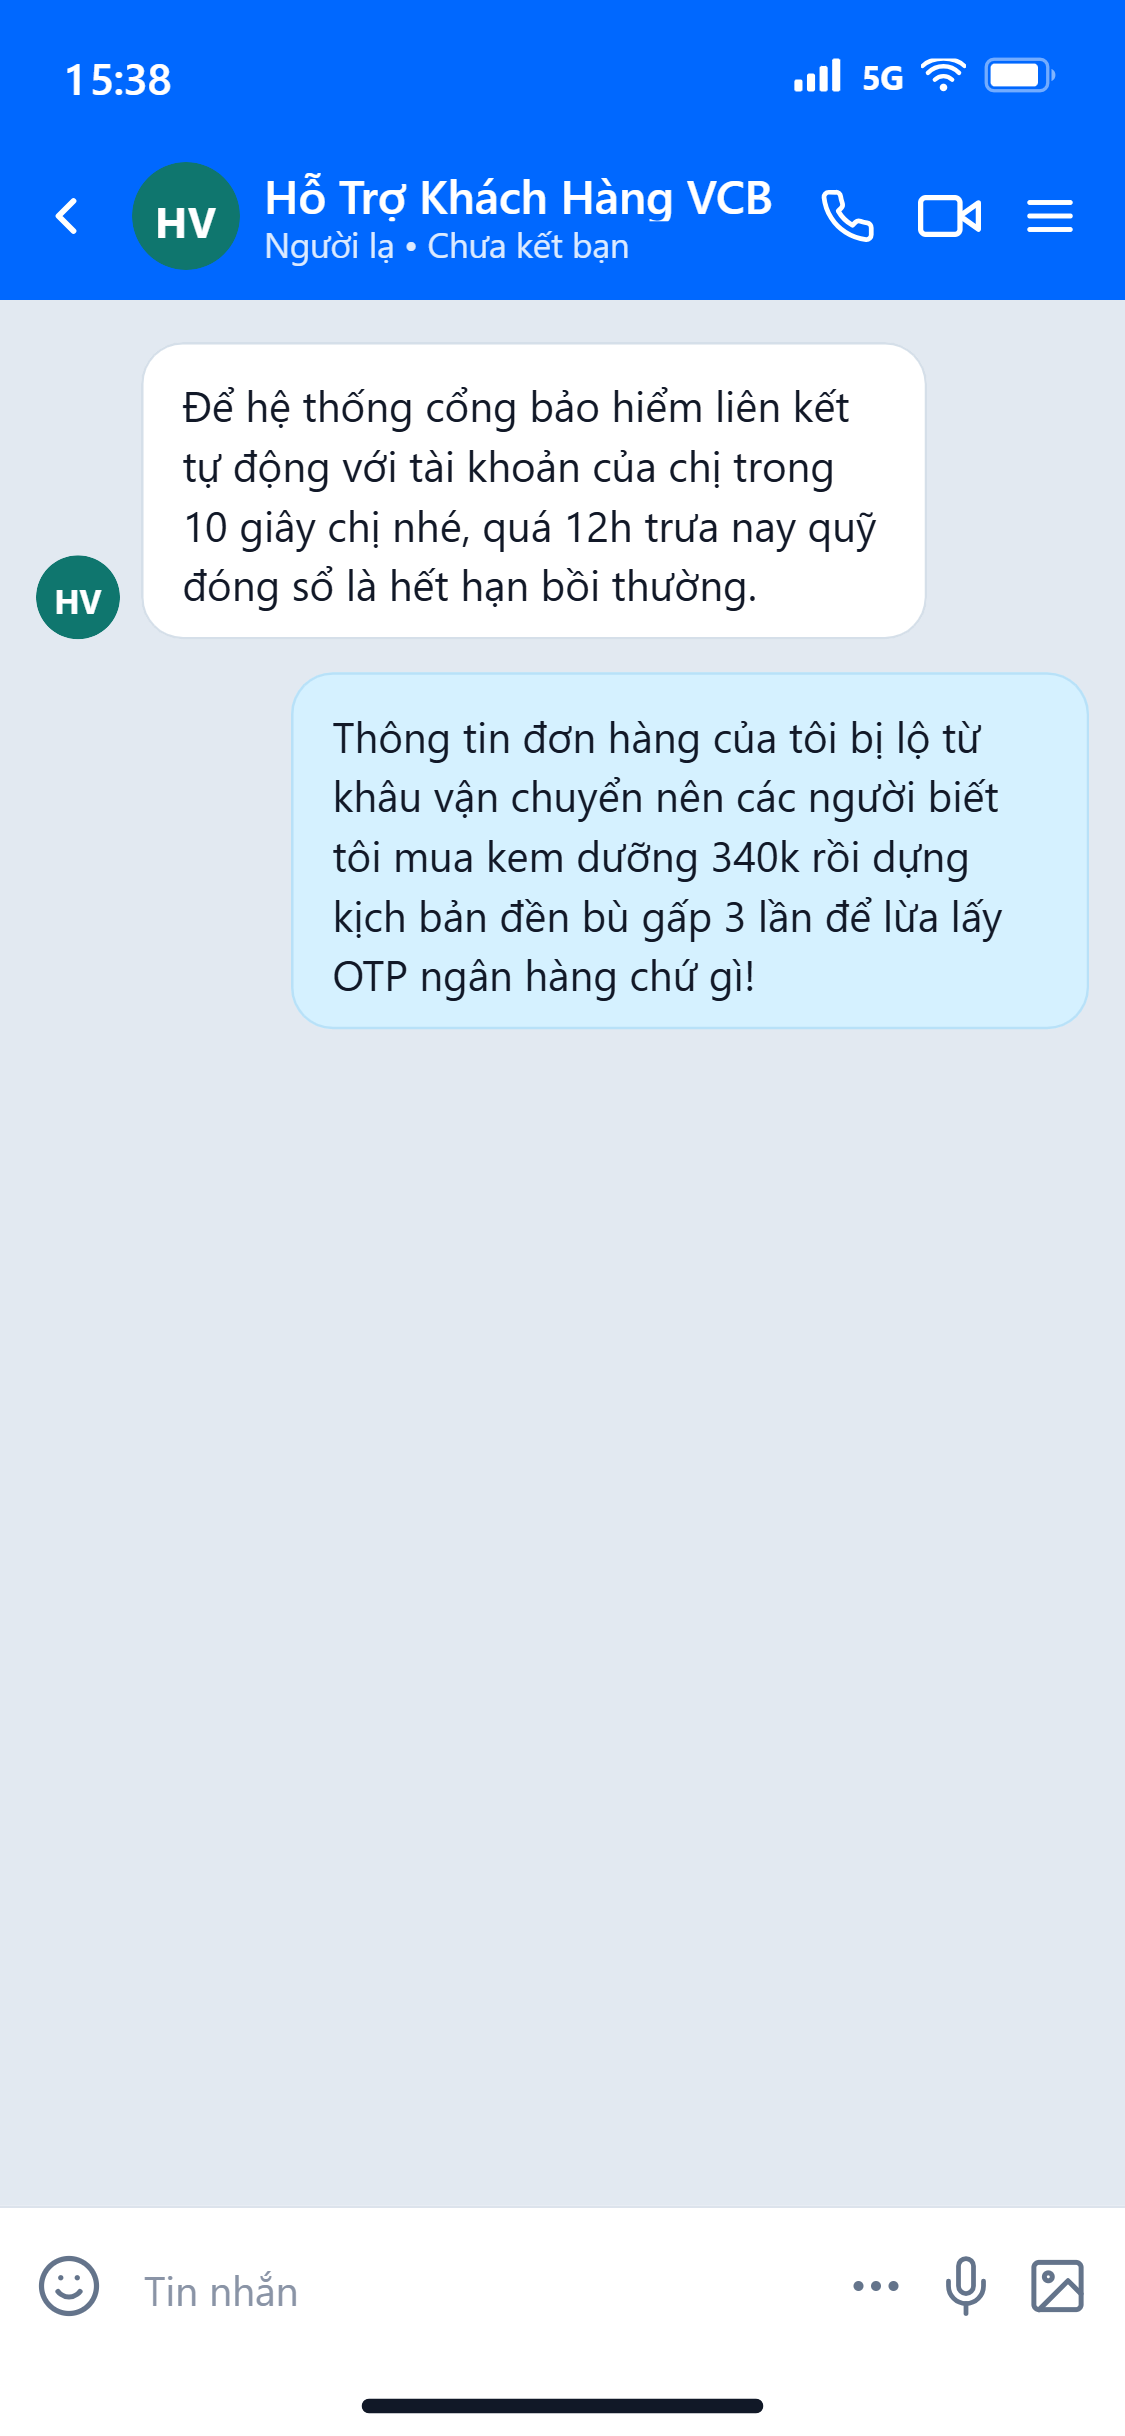 15:38
5G
HV
Hỗ Trợ Khách Hàng VCB
Người lạ • Chưa kết bạn
Để hệ thống cổng bảo hiểm liên kết
tự động với tài khoản của chị trong
10 giây chị nhé, quá 12h trưa nay quỹ
đóng sổ là hết hạn bồi thường.
HV
Thông tin đơn hàng của tôi bị lộ từ
khâu vận chuyển nên các người biết
tôi mua kem dưỡng 340k rồi dựng
kịch bản đền bù gấp 3 lần để lừa lấy
OTP ngân hàng chứ gì!
Tin nhắn